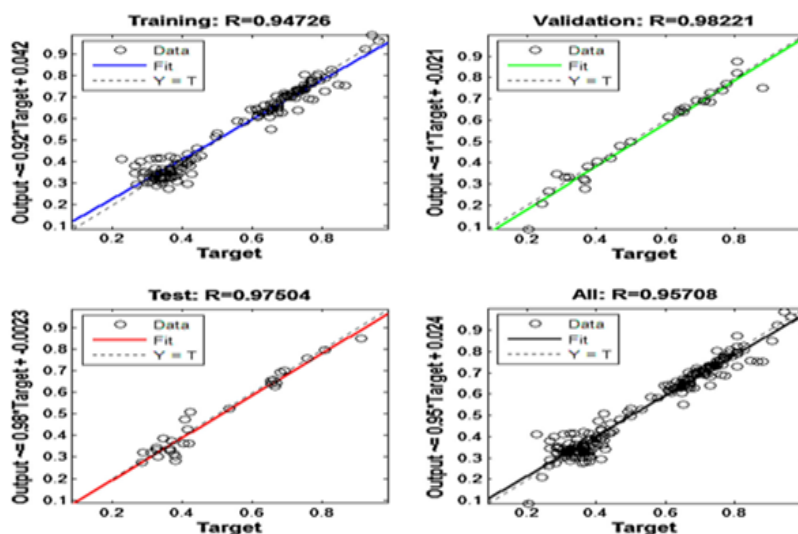 Training: R=0.94726
Output ~= 0.92*Target + 0.042
Data
Fit
Y = T
0.9
0.8
0.7
0.6
0.5
0.4
0.3
0.2
0.1
0.2 0.4 0.6 0.8
Target
Validation: R=0.98221
Output ~= 1*Target + -0.021
Data
Fit
Y = T
0.9
0.8
0.7
0.6
0.5
0.4
0.3
0.2
0.1
0.2 0.4 0.6 0.8
Target
Test: R=0.97504
Output ~= 0.98*Target + -0.0023
Data
Fit
Y = T
0.9
0.8
0.7
0.6
0.5
0.4
0.3
0.2
0.1
0.2 0.4 0.6 0.8
Target
All: R=0.95708
Output ~= 0.95*Target + 0.024
Data
Fit
Y = T
0.9
0.8
0.7
0.6
0.5
0.4
0.3
0.2
0.1
0.2 0.4 0.6 0.8
Target